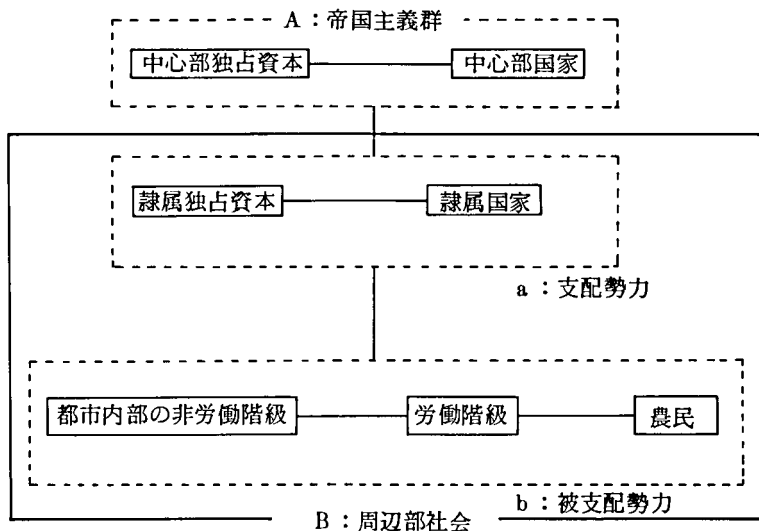 A：帝国主義群
中心部独占資本
中心部国家
隷属独占資本
隷属国家
a：支配勢力
都市内部の非労働階級
労働階級
農民
b：被支配勢力
B：周辺部社会